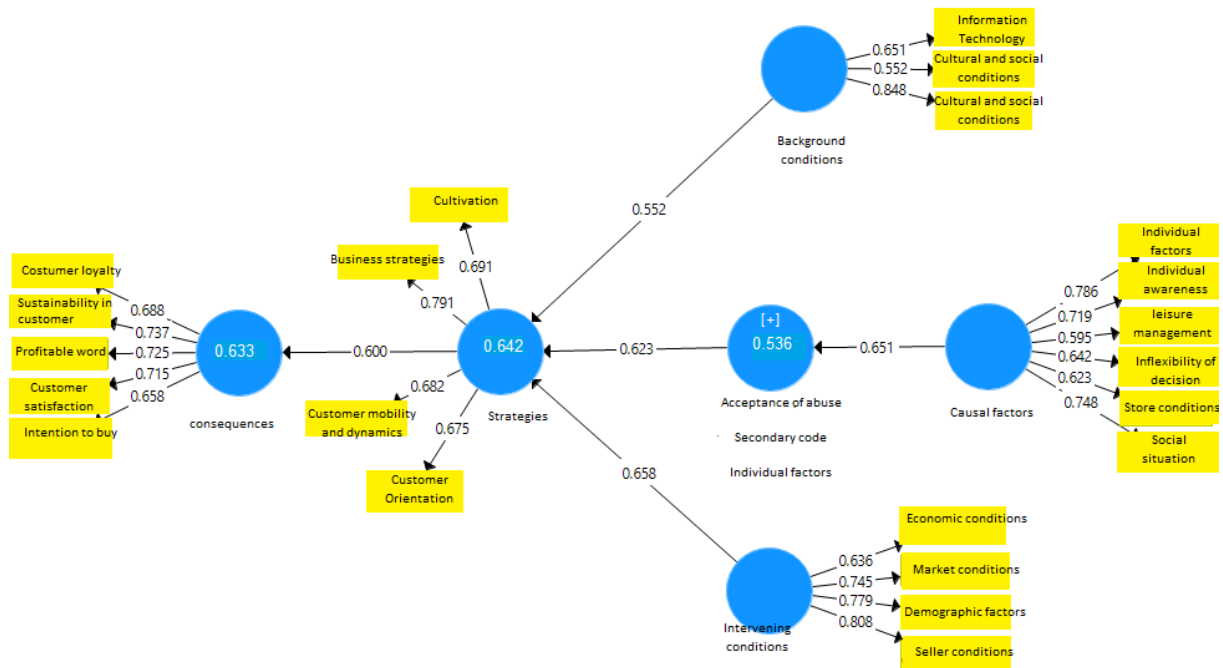 Information
Technology
0.651
Cultural and social
conditions
0.552
Cultural and social
conditions
0.848
Background
conditions
0.552
Cultivation
Business strategies
0.691
0.791
Costumer loyalty
0.688
Sustainability in
customer
0.737
Profitable word
0.725
Customer
satisfaction
0.715
Intention to buy
0.658
0.633
consequences
0.600
0.642
Strategies
0.682
Customer mobility
and dynamics
0.675
Customer
Orientation
0.623
[+]
0.536
Acceptance of abuse
Secondary code
Individual factors
0.651
Causal factors
Individual
factors
0.786
Individual
awareness
0.719
leisure
management
0.595
Inflexibility of
decision
0.642
Store conditions
0.623
Social
situation
0.748
0.658
Intervening
conditions
Economic conditions
0.636
Market conditions
0.745
Demographic factors
0.779
Seller conditions
0.808